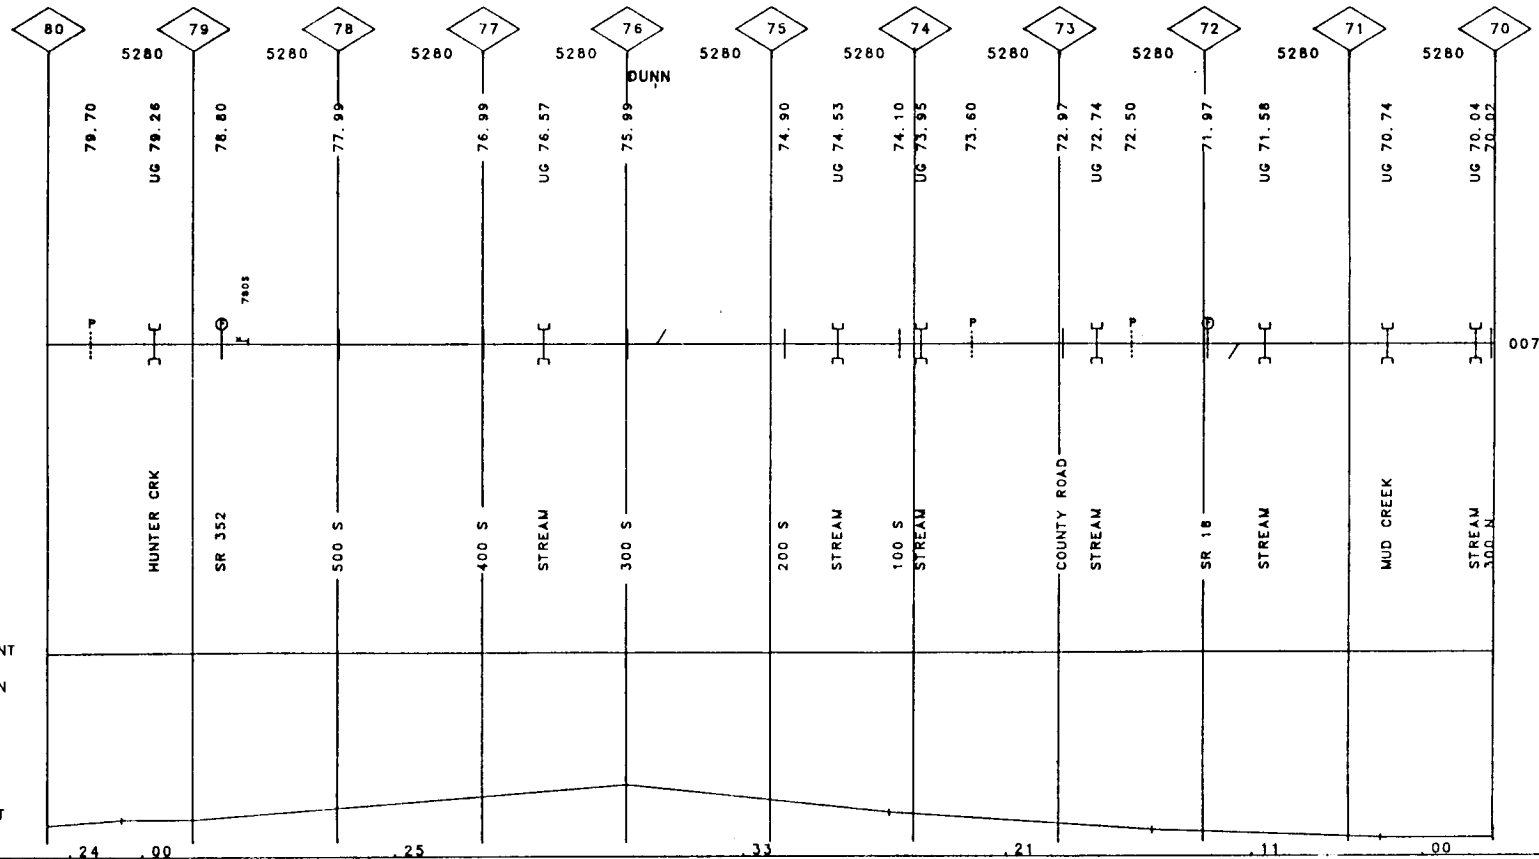 80 79 78 77 76 75 74 73 72 71 70
5280 5280 5280 5280 5280 5280 5280 5280 5280 5280
DUNN
79.70
UG 79.26
78.80
77.99
76.99
UG 76.57
75.99
74.90
UG 74.53
74.10
UG 73.95
73.60
72.97
UG 72.74
72.50
71.97
UG 71.58
UG 70.74
UG 70.04
70.02
P
F
P
P
F
007
HUNTER CRK
SR 352
500 S
400 S
STREAM
300 S
200 S
STREAM
100 S
STREAM
COUNTY ROAD
STREAM
SR 18
STREAM
MUD CREEK
STREAM
300 N
NT
N
T
.24 .00 .25 .33 .21 .11 .00